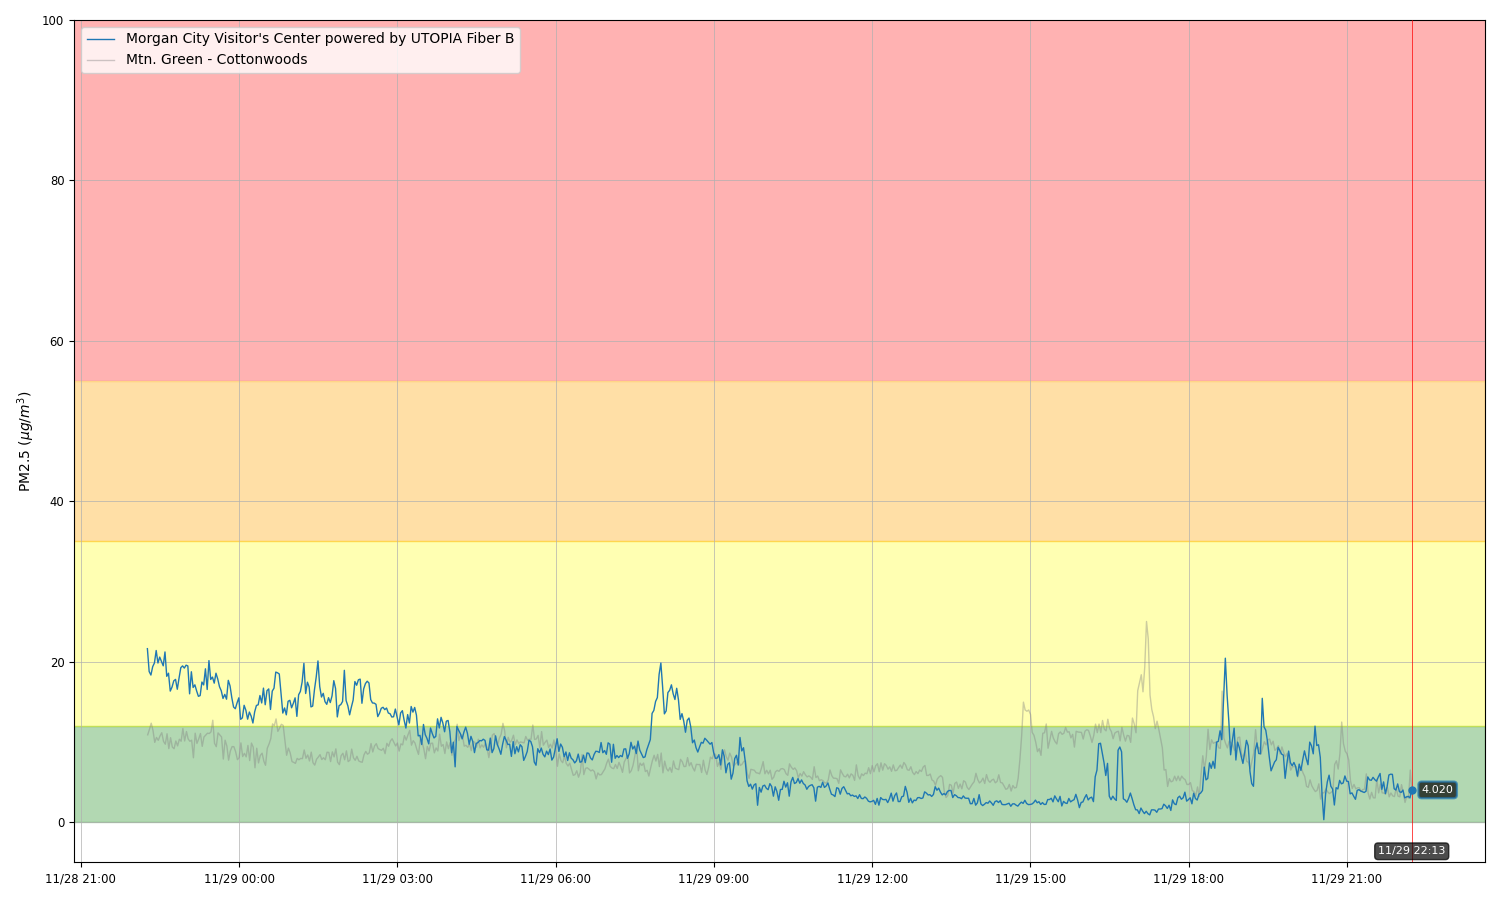 100
80
60
40
20
0
PM2.5 (μg/m³)
Morgan City Visitor's Center powered by UTOPIA Fiber B
Mtn. Green - Cottonwoods
4.020
11/29 22:13
11/28 21:00 11/29 00:00 11/29 03:00 11/29 06:00 11/29 09:00 11/29 12:00 11/29 15:00 11/29 18:00 11/29 21:00